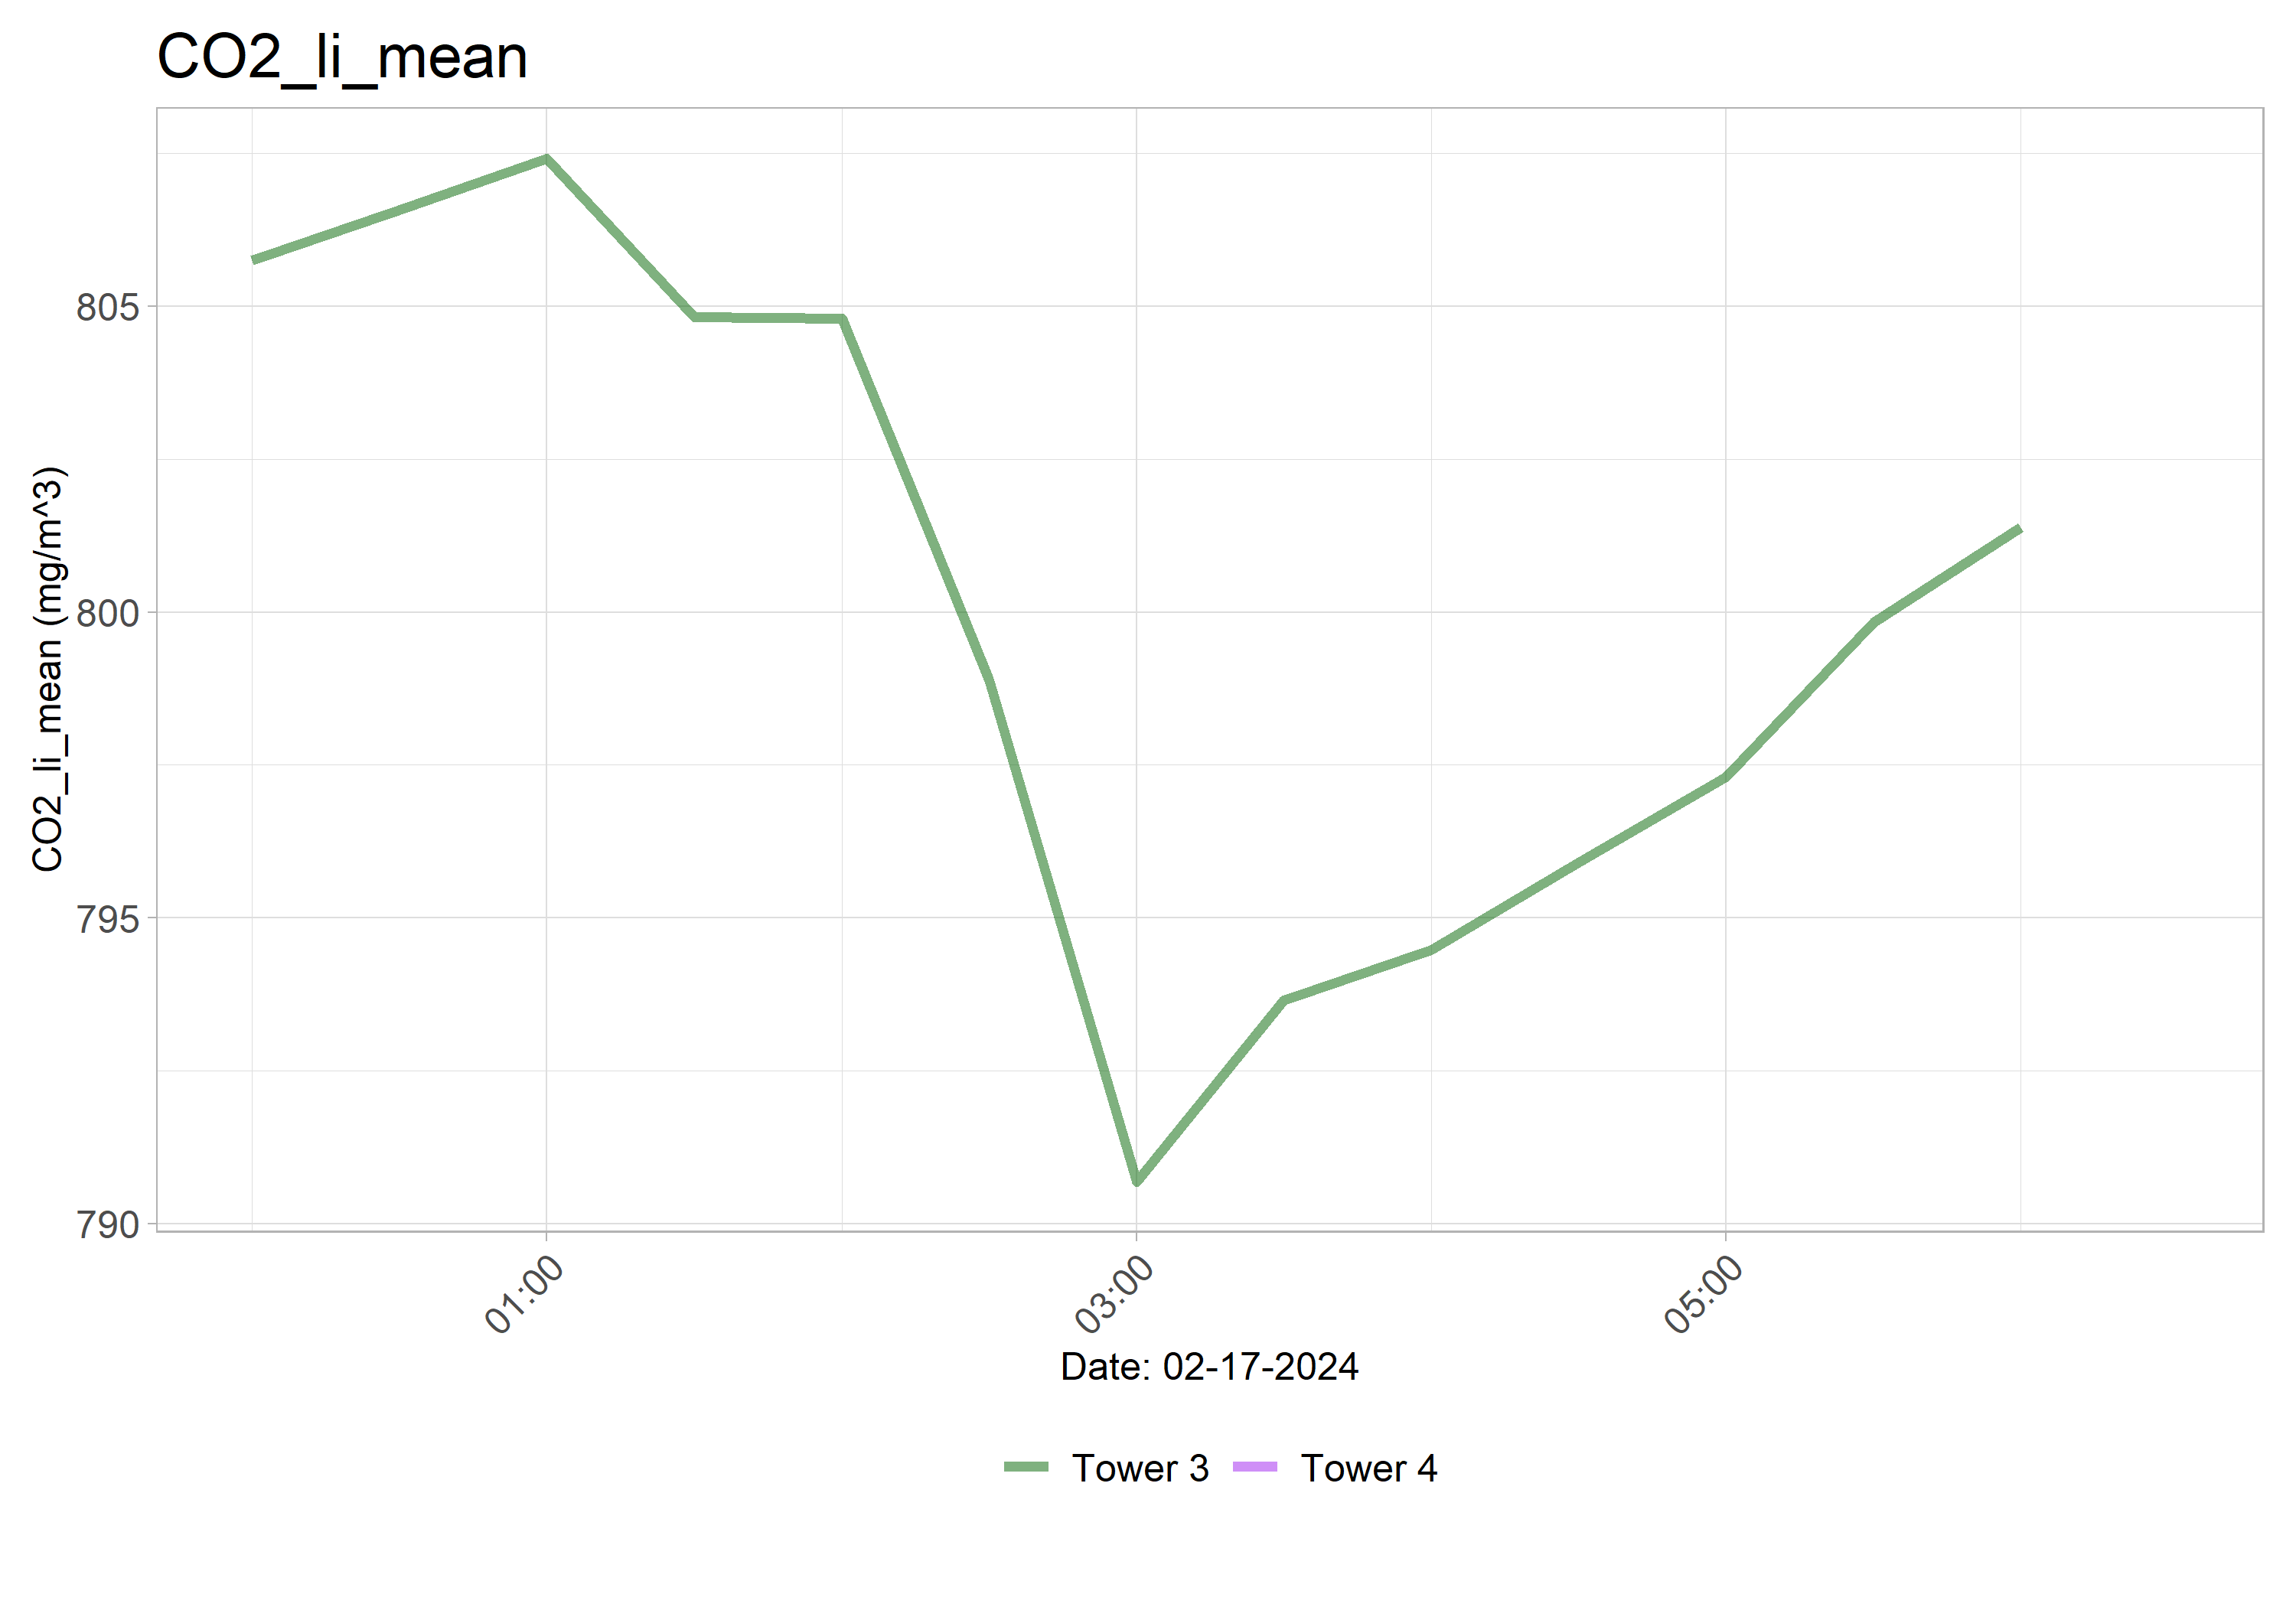 CO2_li_mean
CO2_li_mean (mg/m^3)
805
800
795
790
01:00
03:00
05:00
Date: 02-17-2024
Tower 3
Tower 4